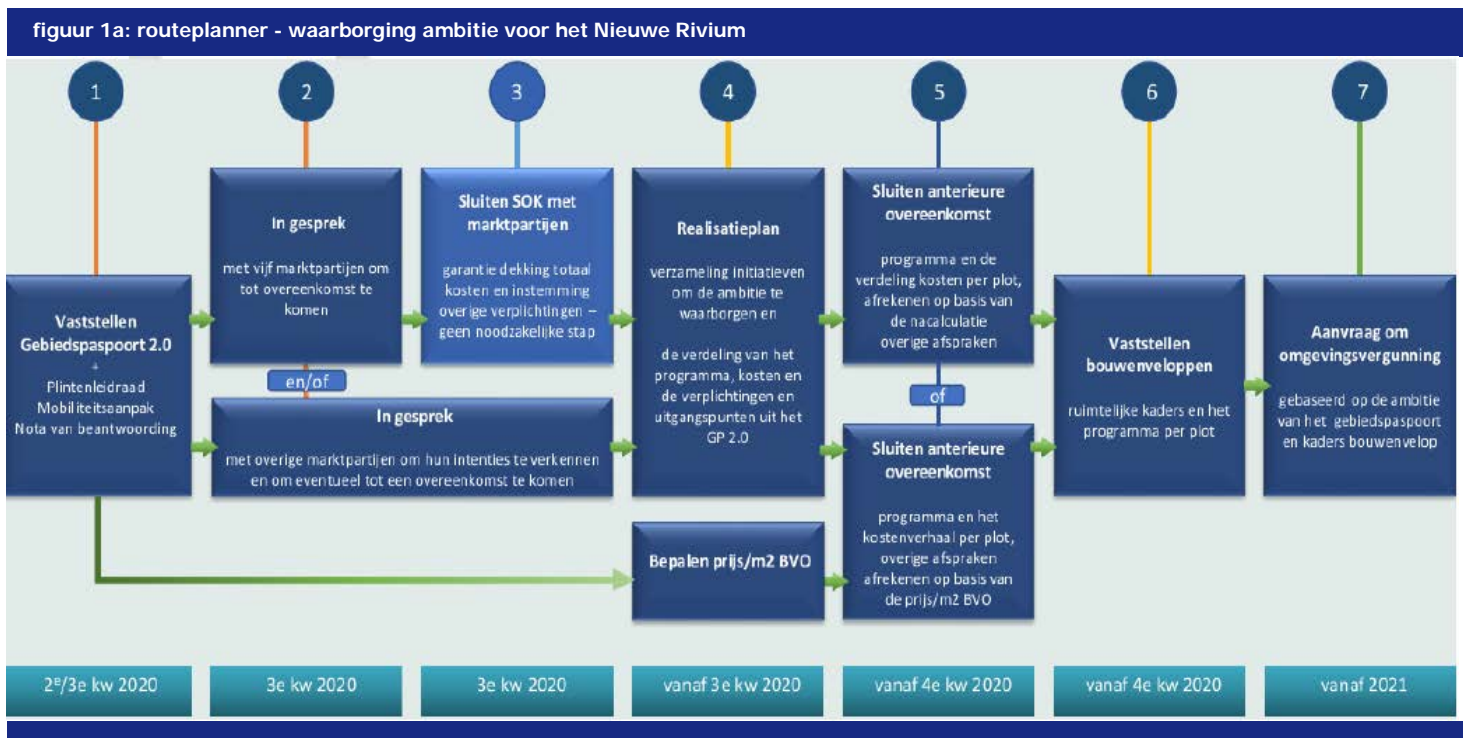 figuur 1a: routeplanner - waarborging ambitie voor het Nieuwe Rivium
1
2
3
4
5
6
7
Vaststellen
Gebiedspaspoort 2.0
+
Plintenleidraad
Mobiliteitsaanpak
Nota van beantwoording
In gesprek
met vijf marktpartijen om
tot overeenkomst te
komen
en/of
In gesprek
met overige marktpartijen om hun intenties te verkennen
en om eventueel tot een overeenkomst te komen
Sluiten SOK met
marktpartijen
garantie dekking totaal
kosten en instemming
overige verplichtingen –
geen noodzakelijke stap
Realisatieplan
verzameling initiatieven
om de ambitie te
waarborgen en
de verdeling van het
programma, kosten en
de verplichtingen en
uitgangspunten uit het
GP 2.0
Bepalen prijs/m2 BVO
Sluiten anterieure
overeenkomst
programma en de
verdeling kosten per plot,
afrekenen op basis van
de nacalculatie
overige afspraken
of
Sluiten anterieure
overeenkomst
programma en het
kostenverhaal per plot,
overige afspraken
afrekenen op basis van
de prijs/m2 BVO
Vaststellen
bouwenveloppen
ruimtelijke kaders en het
programma per plot
Aanvraag om
omgevingsvergunning
gebaseerd op de ambitie
van het gebiedspaspoort
en kaders bouwenvelop
2e/3e kw 2020
3e kw 2020
3e kw 2020
vanaf 3e kw 2020
vanaf 4e kw 2020
vanaf 4e kw 2020
vanaf 2021